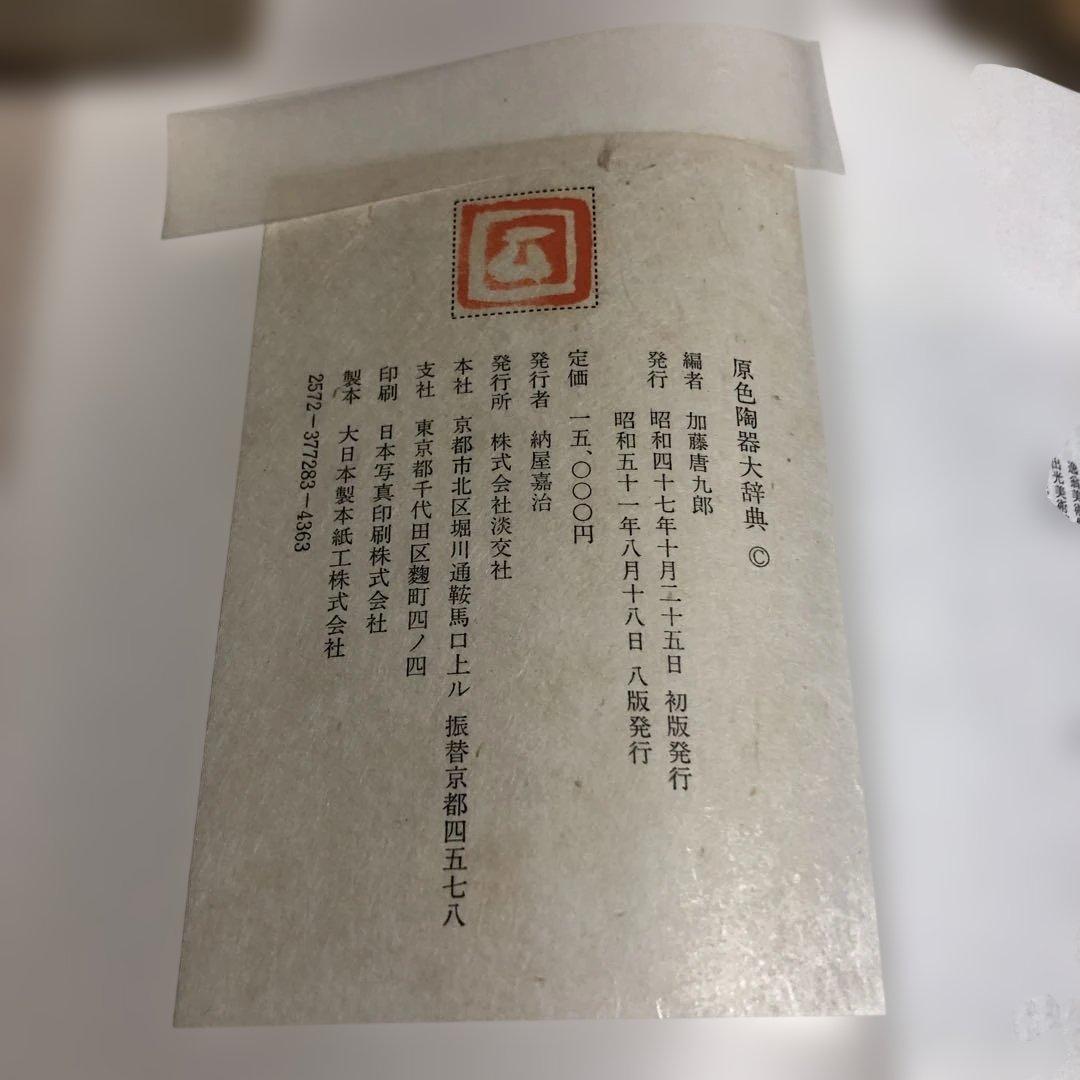 原色陶器大辞典 ©
編者 加藤唐九郎
発行 昭和四十七年十月二十五日 初版発行
昭和五十一年八月十八日 八版発行
定価 一五、〇〇〇円
発行者 納屋嘉治
発行所 株式会社淡交社
本社 京都市北区堀川通鞍馬口上ル 振替京都四五七八
支社 東京都千代田区麴町四ノ四
印刷 日本写真印刷株式会社
製本 大日本製本紙工株式会社
2572-377283-4363
出光美術